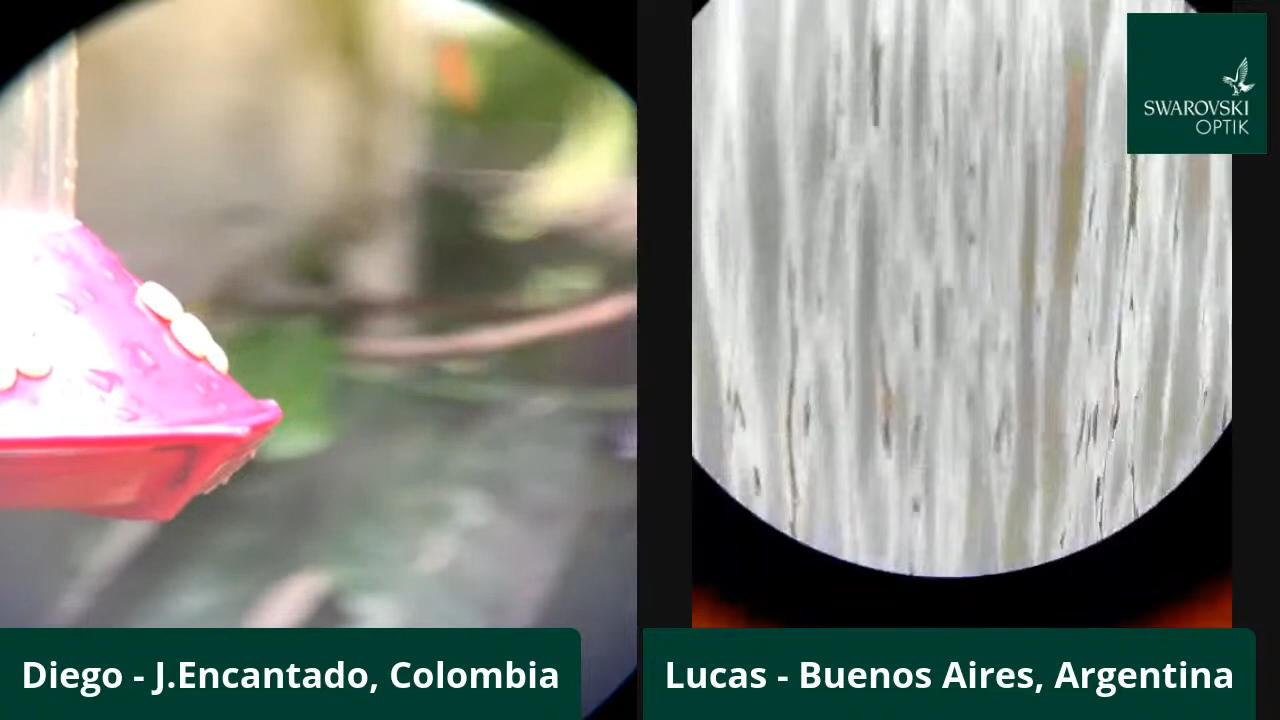 SWAROVSKI
OPTIK
Diego - J.Encantado, Colombia
Lucas - Buenos Aires, Argentina